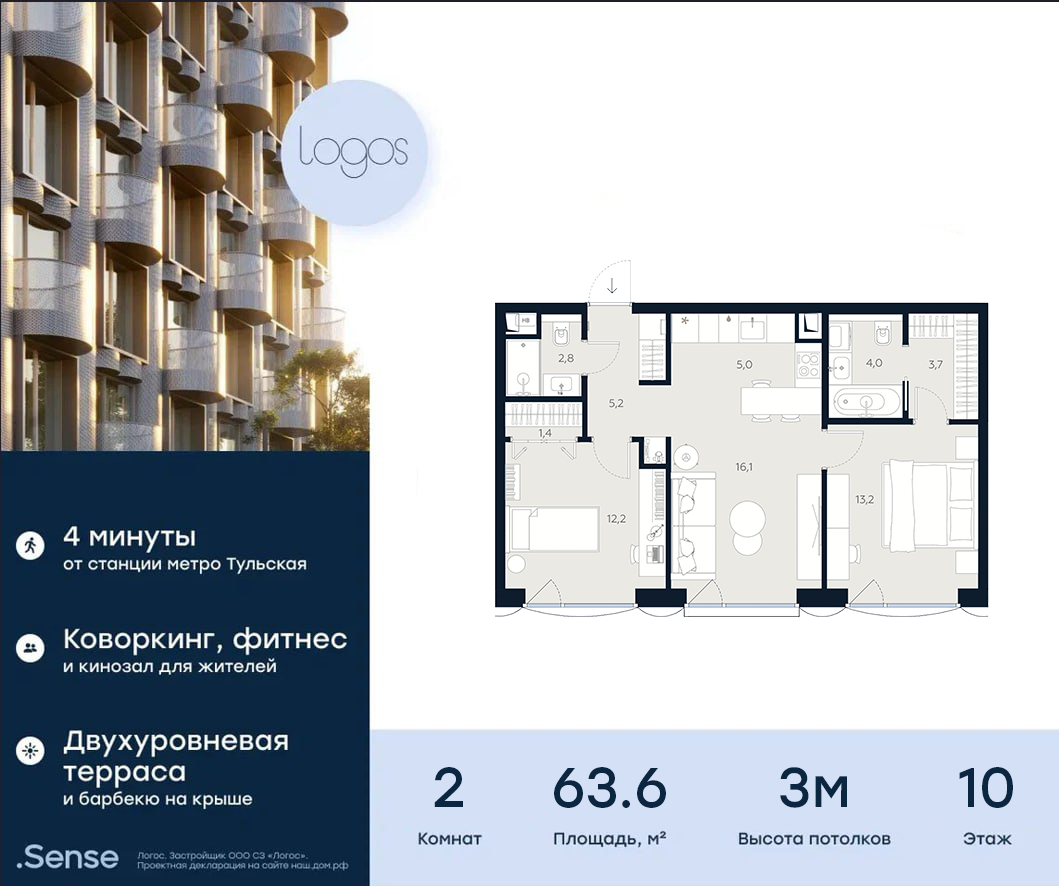 logos
2,8
5,0
4,0
3,7
5,2
1,4
16,1
12,2
13,2
4 минуты
от станции метро Тульская
Коворкинг, фитнес
и кинозал для жителей
Двухуровневая
терраса
и барбекю на крыше
.Sense
Логос. Застройщик ООО СЗ «Логос».
Проектная декларация на сайте наш.дом.рф
2
63.6
3м
10
Комнат
Площадь, м²
Высота потолков
Этаж